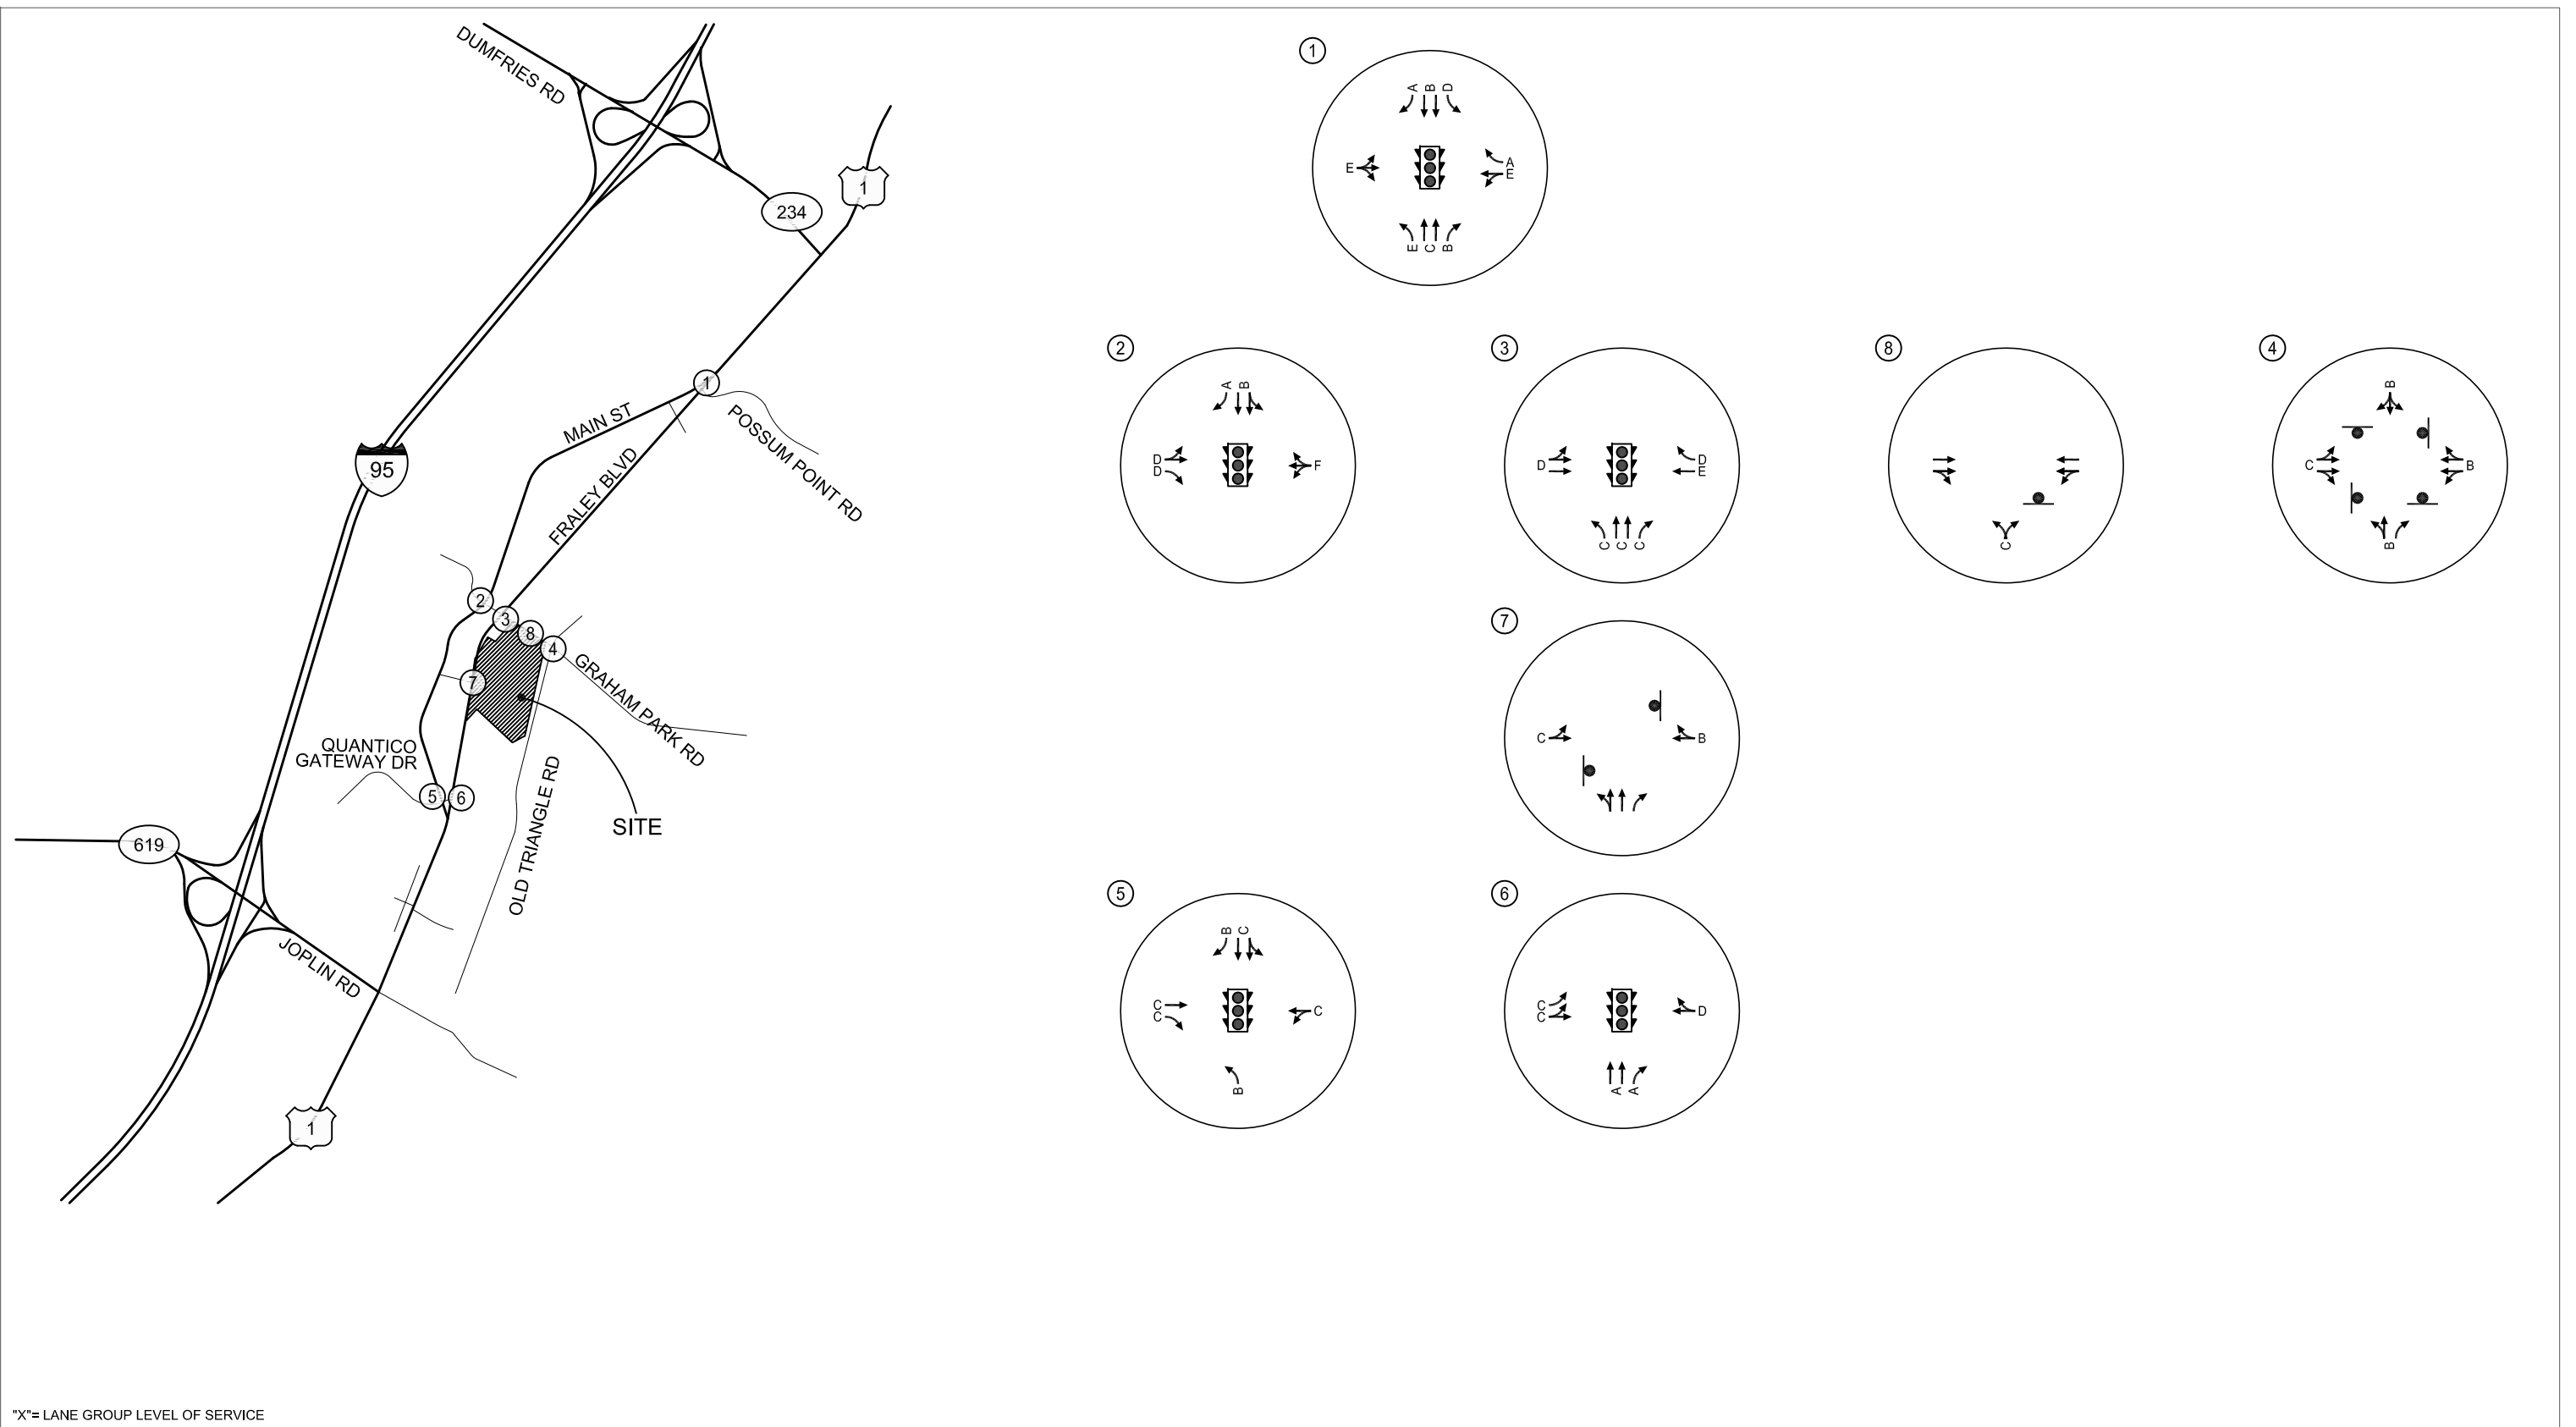 DUMFRIES RD
1
234
1
MAIN ST
POSSUM POINT RD
95
FRALEY BLVD
2
3
8
4
7
GRAHAM PARK RD
QUANTICO
GATEWAY DR
5
6
SITE
OLD TRIANGLE RD
619
JOPLIN RD
1
1
A B D
E
A
E
E C B
2
A B
D
D
F
3
D
D
E
C C C
8
C
4
B
C
B
B
7
C
B
5
B C
C
C
C
B
6
C
C
D
A A
"X"= LANE GROUP LEVEL OF SERVICE